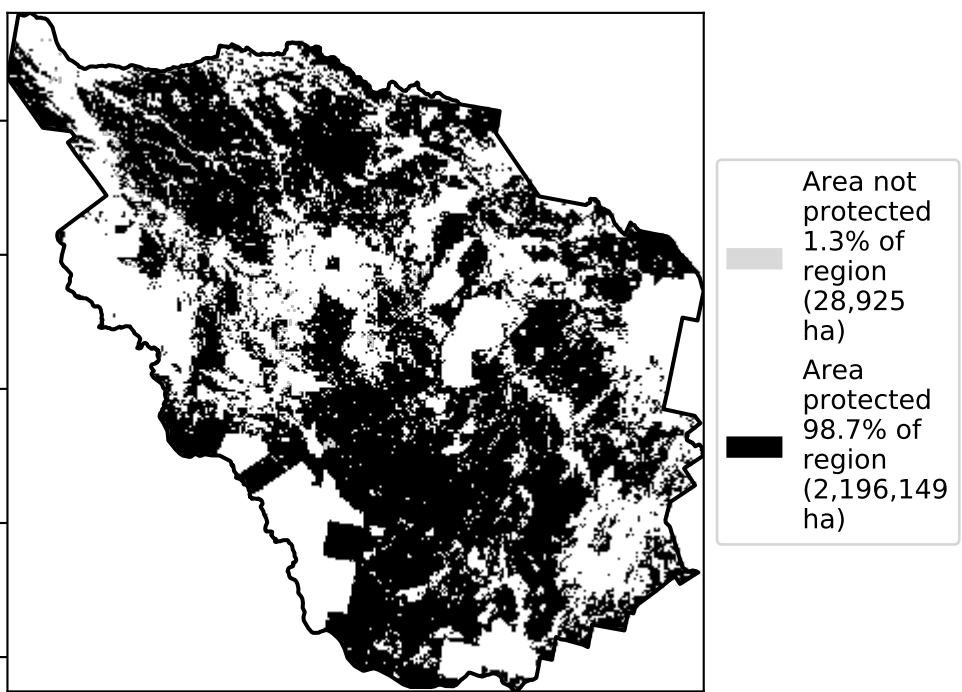 Area not
protected
1.3% of
region
(28,925
ha)
Area
protected
98.7% of
region
(2,196,149
ha)